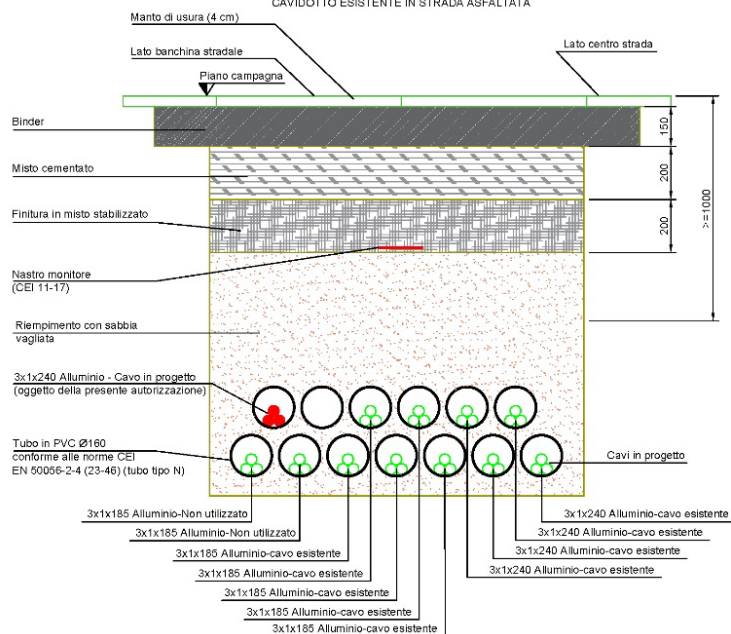 CAVIDOTTO ESISTENTE IN STRADA ASFALTATA
Manto di usura (4 cm)
Lato banchina stradale
Lato centro strada
Piano campagna
Binder
150
Misto cementato
200
>=1000
Finitura in misto stabilizzato
200
Nastro monitore
(CEI 11-17)
Riempimento con sabbia
vagliata
3x1x240 Alluminio - Cavo in progetto
(oggetto della presente autorizzazione)
Tubo in PVC Ø160
conforme alle norme CEI
EN 50056-2-4 (23-46) (tubo tipo N)
Cavi in progetto
3x1x185 Alluminio-Non utilizzato
3x1x240 Alluminio-cavo esistente
3x1x185 Alluminio-Non utilizzato
3x1x240 Alluminio-cavo esistente
3x1x185 Alluminio-cavo esistente
3x1x240 Alluminio-cavo esistente
3x1x185 Alluminio-cavo esistente
3x1x240 Alluminio-cavo esistente
3x1x185 Alluminio-cavo esistente
3x1x185 Alluminio-cavo esistente
3x1x185 Alluminio-cavo esistente